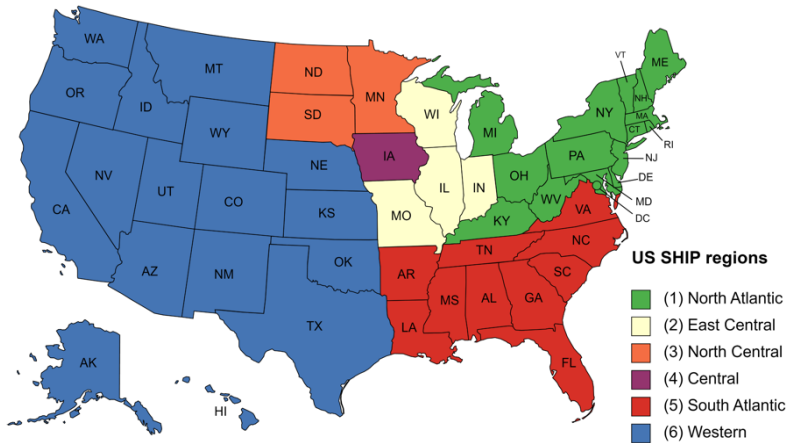 WA
MT
ND
MN
OR
ID
SD
WI
MI
VT
ME
NH
NY
MA
CT
RI
WY
IA
NE
PA
NJ
NV
UT
CO
IL
IN
OH
DE
MD
DC
CA
KS
MO
WV
VA
KY
AZ
NM
OK
AR
TN
NC
SC
MS
AL
GA
LA
TX
FL
AK
HI
US SHIP regions
(1) North Atlantic
(2) East Central
(3) North Central
(4) Central
(5) South Atlantic
(6) Western